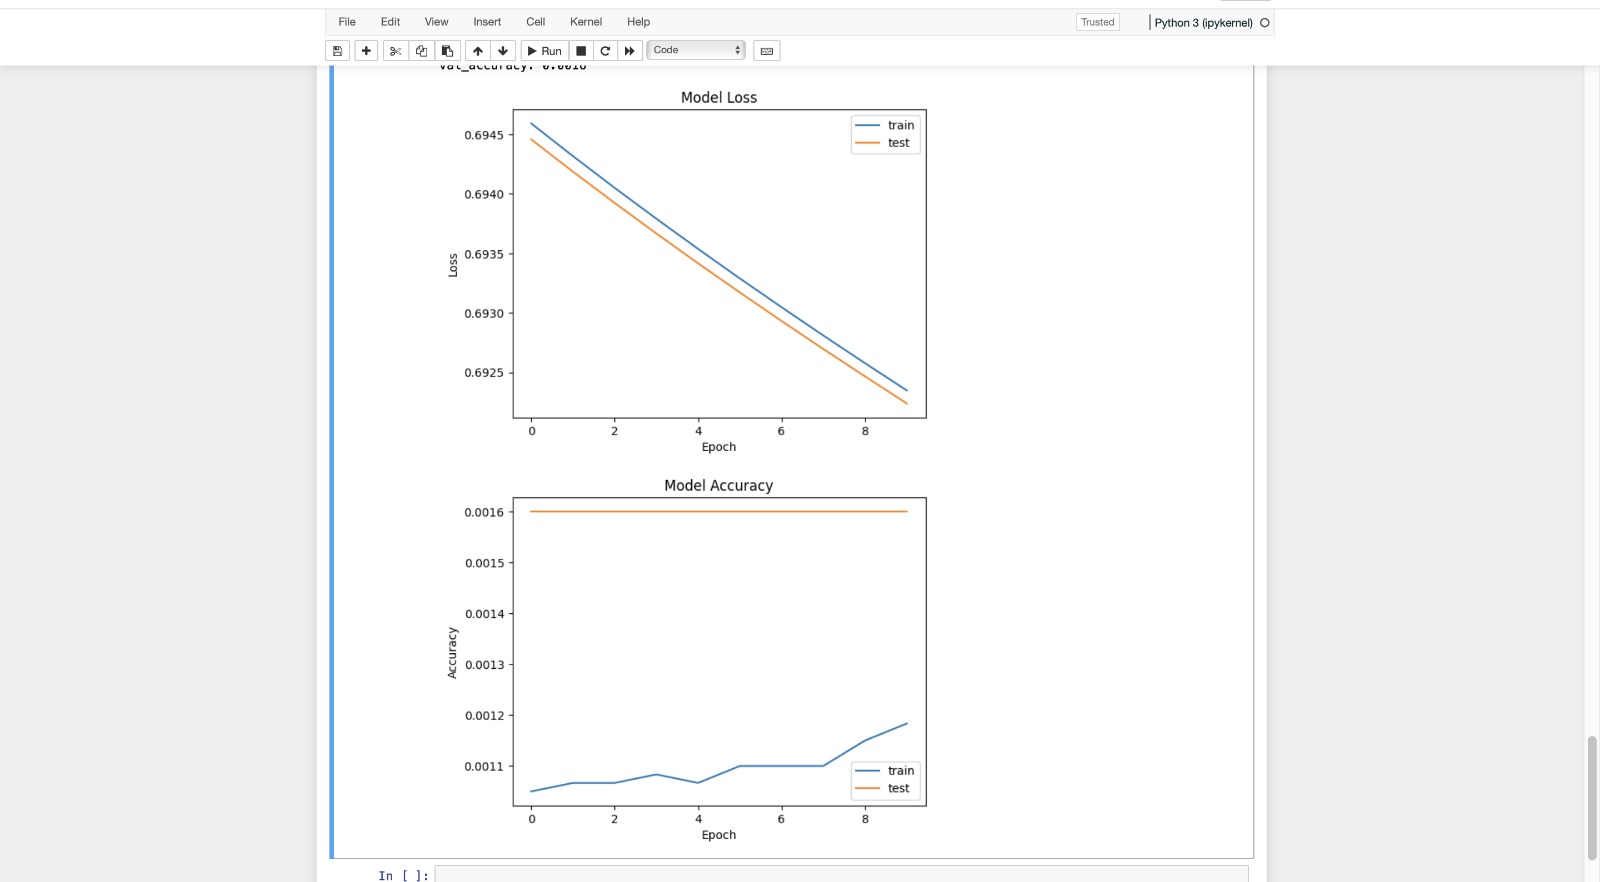 File Edit View Insert Cell Kernel Help Trusted Python 3 (ipykernel)
Run Code
val_accuracy: 0.0016
Model Loss
train
test
0.6945
0.6940
0.6935
0.6930
0.6925
Loss
0 2 4 6 8
Epoch
Model Accuracy
0.0016
0.0015
0.0014
0.0013
0.0012
0.0011
Accuracy
train
test
0 2 4 6 8
Epoch
In [ ]: